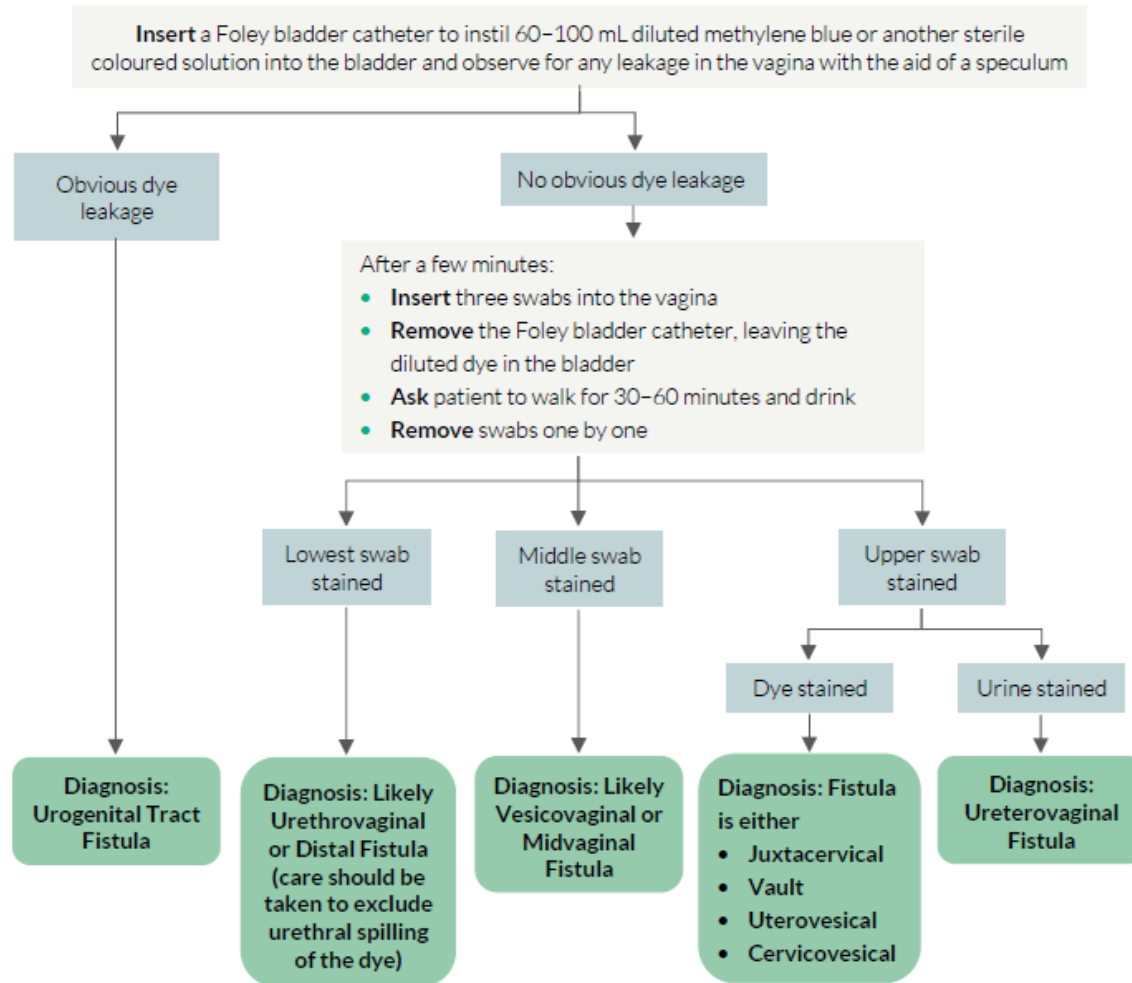 Insert a Foley bladder catheter to instil 60–100 mL diluted methylene blue or another sterile
coloured solution into the bladder and observe for any leakage in the vagina with the aid of a speculum
Obvious dye
leakage
No obvious dye leakage
After a few minutes:
• Insert three swabs into the vagina
• Remove the Foley bladder catheter, leaving the
diluted dye in the bladder
• Ask patient to walk for 30–60 minutes and drink
• Remove swabs one by one
Lowest swab
stained
Middle swab
stained
Upper swab
stained
Dye stained
Urine stained
Diagnosis:
Urogenital Tract
Fistula
Diagnosis: Likely
Urethrovaginal
or Distal Fistula
(care should be
taken to exclude
urethral spilling
of the dye)
Diagnosis: Likely
Vesicovaginal or
Midvaginal
Fistula
Diagnosis: Fistula
is either
• Juxtacervical
• Vault
• Uterovesical
• Cervicovesical
Diagnosis:
Ureterovaginal
Fistula